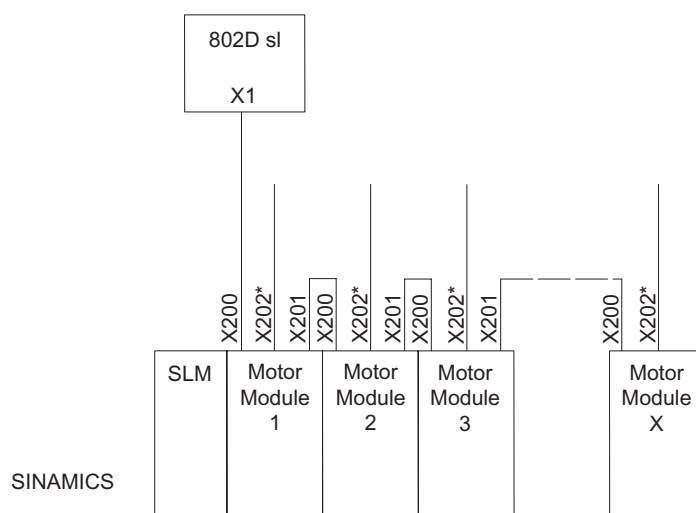 802D sl
X1
X200
X202*
X201
X200
X202*
X201
X200
X202*
X201
X200
X202*
SLM
Motor
Module
1
Motor
Module
2
Motor
Module
3
Motor
Module
X
SINAMICS